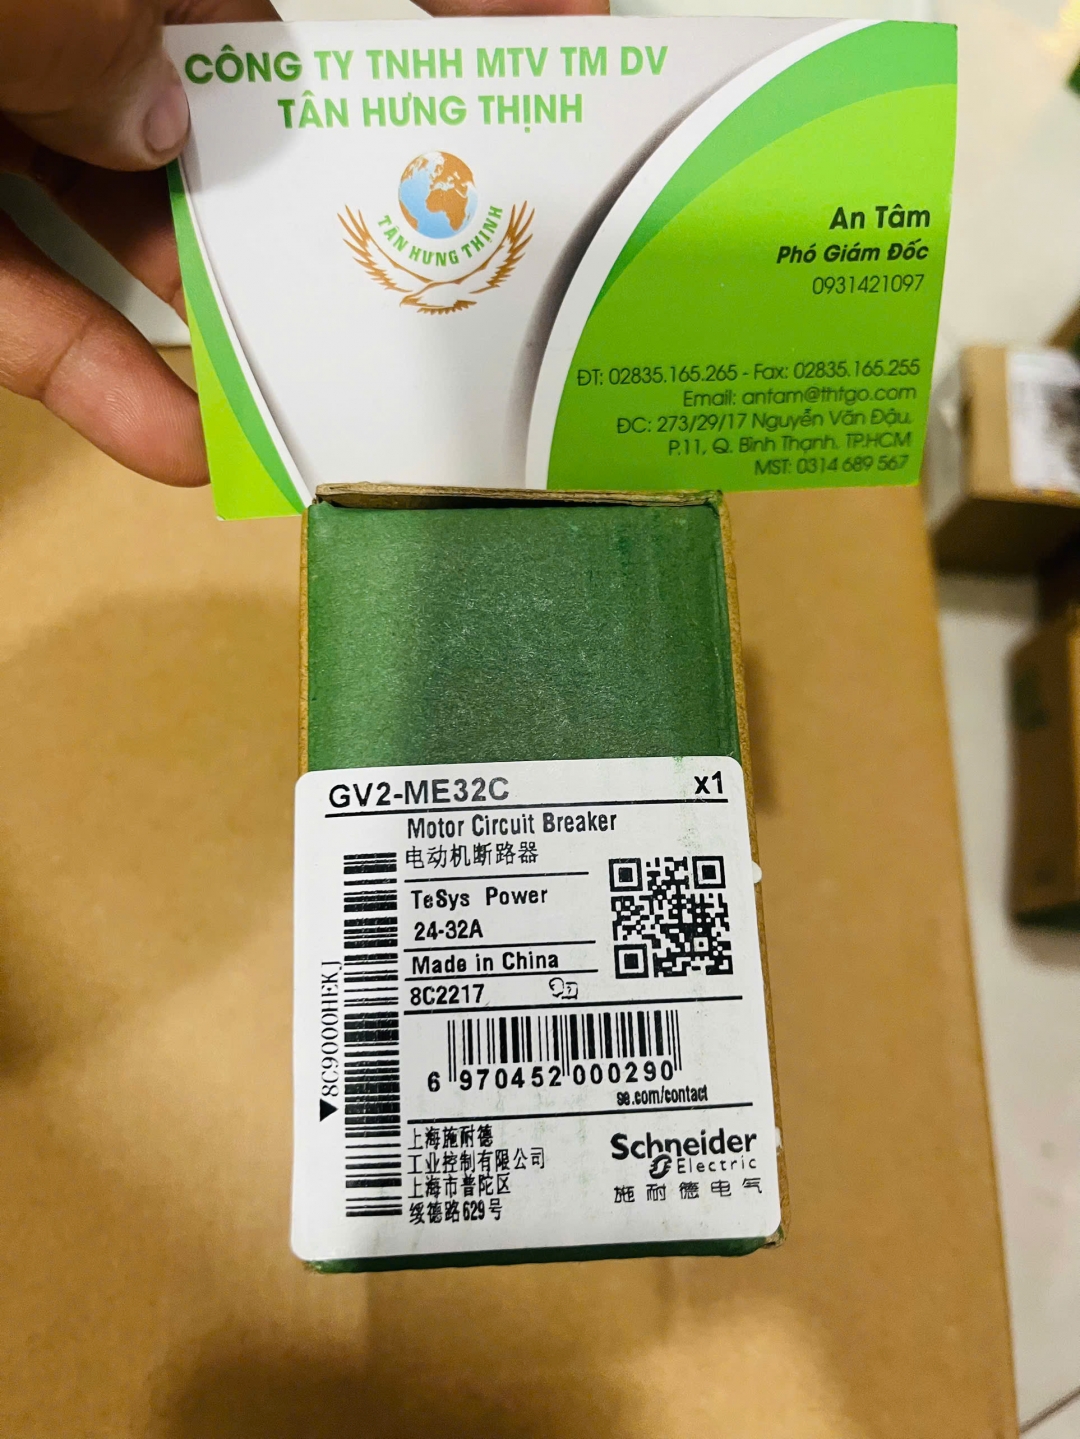 CÔNG TY TNHH MTV TM DV
TÂN HƯNG THỊNH
TÂN HƯNG THỊNH
An Tâm
Phó Giám Đốc
0931421097
ĐT: 02835.165.265 - Fax: 02835.165.255
Email: antam@thtgo.com
ĐC: 273/29/17 Nguyễn Văn Đậu,
P.11, Q. Bình Thạnh. TP.HCM
MST: 0314 689 567
GV2-ME32C x1
Motor Circuit Breaker
电动机断路器
TeSys Power
24-32A
Made in China
8C2217
▼8C9000HEKJ
6 970452 000290
se.com/contact
上海施耐德
工业控制有限公司
上海市普陀区
绥德路629号
Schneider
Electric
施耐德电气